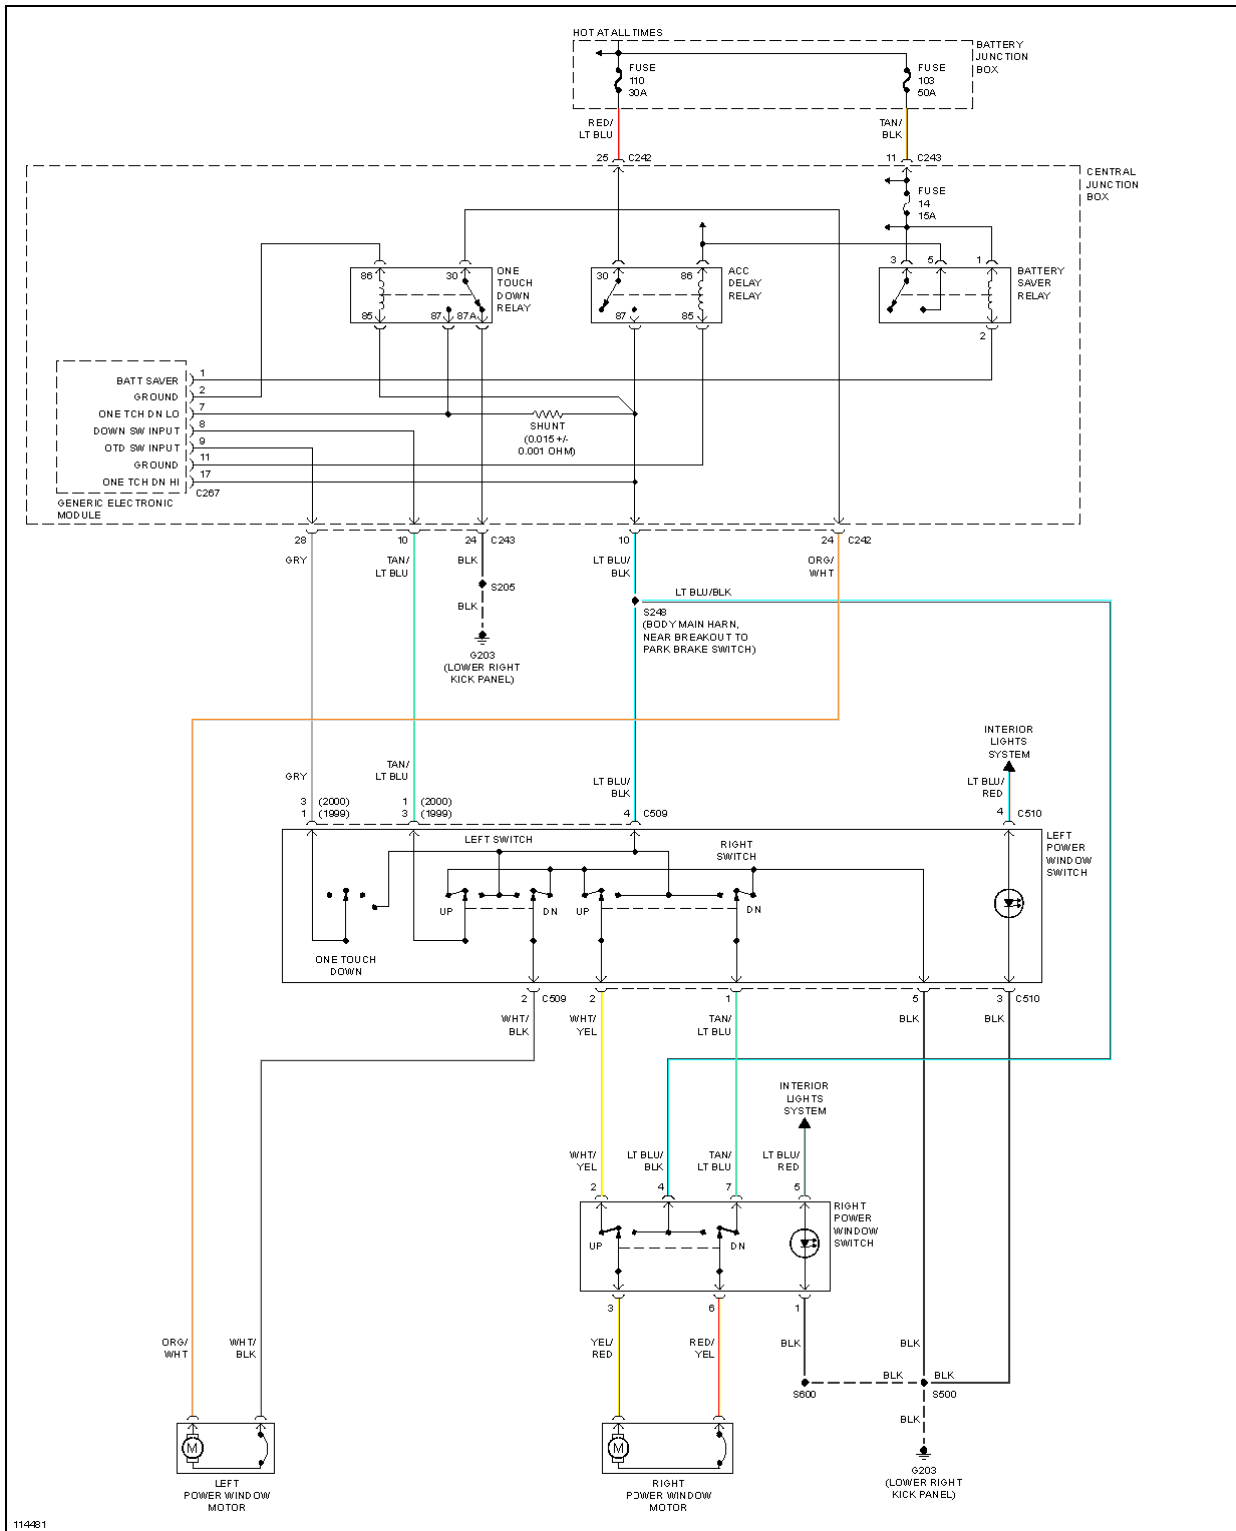 HOT AT ALL TIMES
BATTERY
JUNCTION
BOX
FUSE
110
30A
FUSE
103
50A
RED/
LT BLU
TAN/
BLK
25 C242
11 C243
CENTRAL
JUNCTION
BOX
FUSE
14
15A
86
30
ONE
TOUCH
DOWN
RELAY
85
87
87A
30
86
ACC
DELAY
RELAY
87
85
3
5
1
BATTERY
SAVER
RELAY
2
BATT SAVER 1
GROUND 2
ONE TCH DN LO 7
DOWN SW INPUT 8
OTD SW INPUT 9
GROUND 11
ONE TCH DN HI 17
C267
GENERIC ELECTRONIC
MODULE
SHUNT
(0.015 +/-
0.001 OHM)
28
10
24 C243
10
24 C242
GRY
TAN/
LT BLU
BLK
LT BLU/
BLK
ORG/
WHT
S205
BLK
G203
(LOWER RIGHT
KICK PANEL)
LT BLU/BLK
S248
(BODY MAIN HARN,
NEAR BREAKOUT TO
PARK BRAKE SWITCH)
INTERIOR
LIGHTS
SYSTEM
GRY
TAN/
LT BLU
LT BLU/
BLK
LT BLU/
RED
3 (2000)
1 (1999)
1 (2000)
3 (1999)
4 C509
4 C510
LEFT
POWER
WINDOW
SWITCH
LEFT SWITCH
RIGHT
SWITCH
UP
DN
UP
DN
ONE TOUCH
DOWN
2 C509
2
1
5
3 C510
WHT/
BLK
WHT/
YEL
TAN/
LT BLU
BLK
BLK
INTERIOR
LIGHTS
SYSTEM
WHT/
YEL
LT BLU/
BLK
TAN/
LT BLU
LT BLU/
RED
2
4
7
5
RIGHT
POWER
WINDOW
SWITCH
UP
DN
3
6
1
ORG/
WHT
WHT/
BLK
YEL/
RED
RED/
YEL
BLK
BLK
S600
BLK
BLK
S500
BLK
M
LEFT
POWER WINDOW
MOTOR
M
RIGHT
POWER WINDOW
MOTOR
G203
(LOWER RIGHT
KICK PANEL)
114481